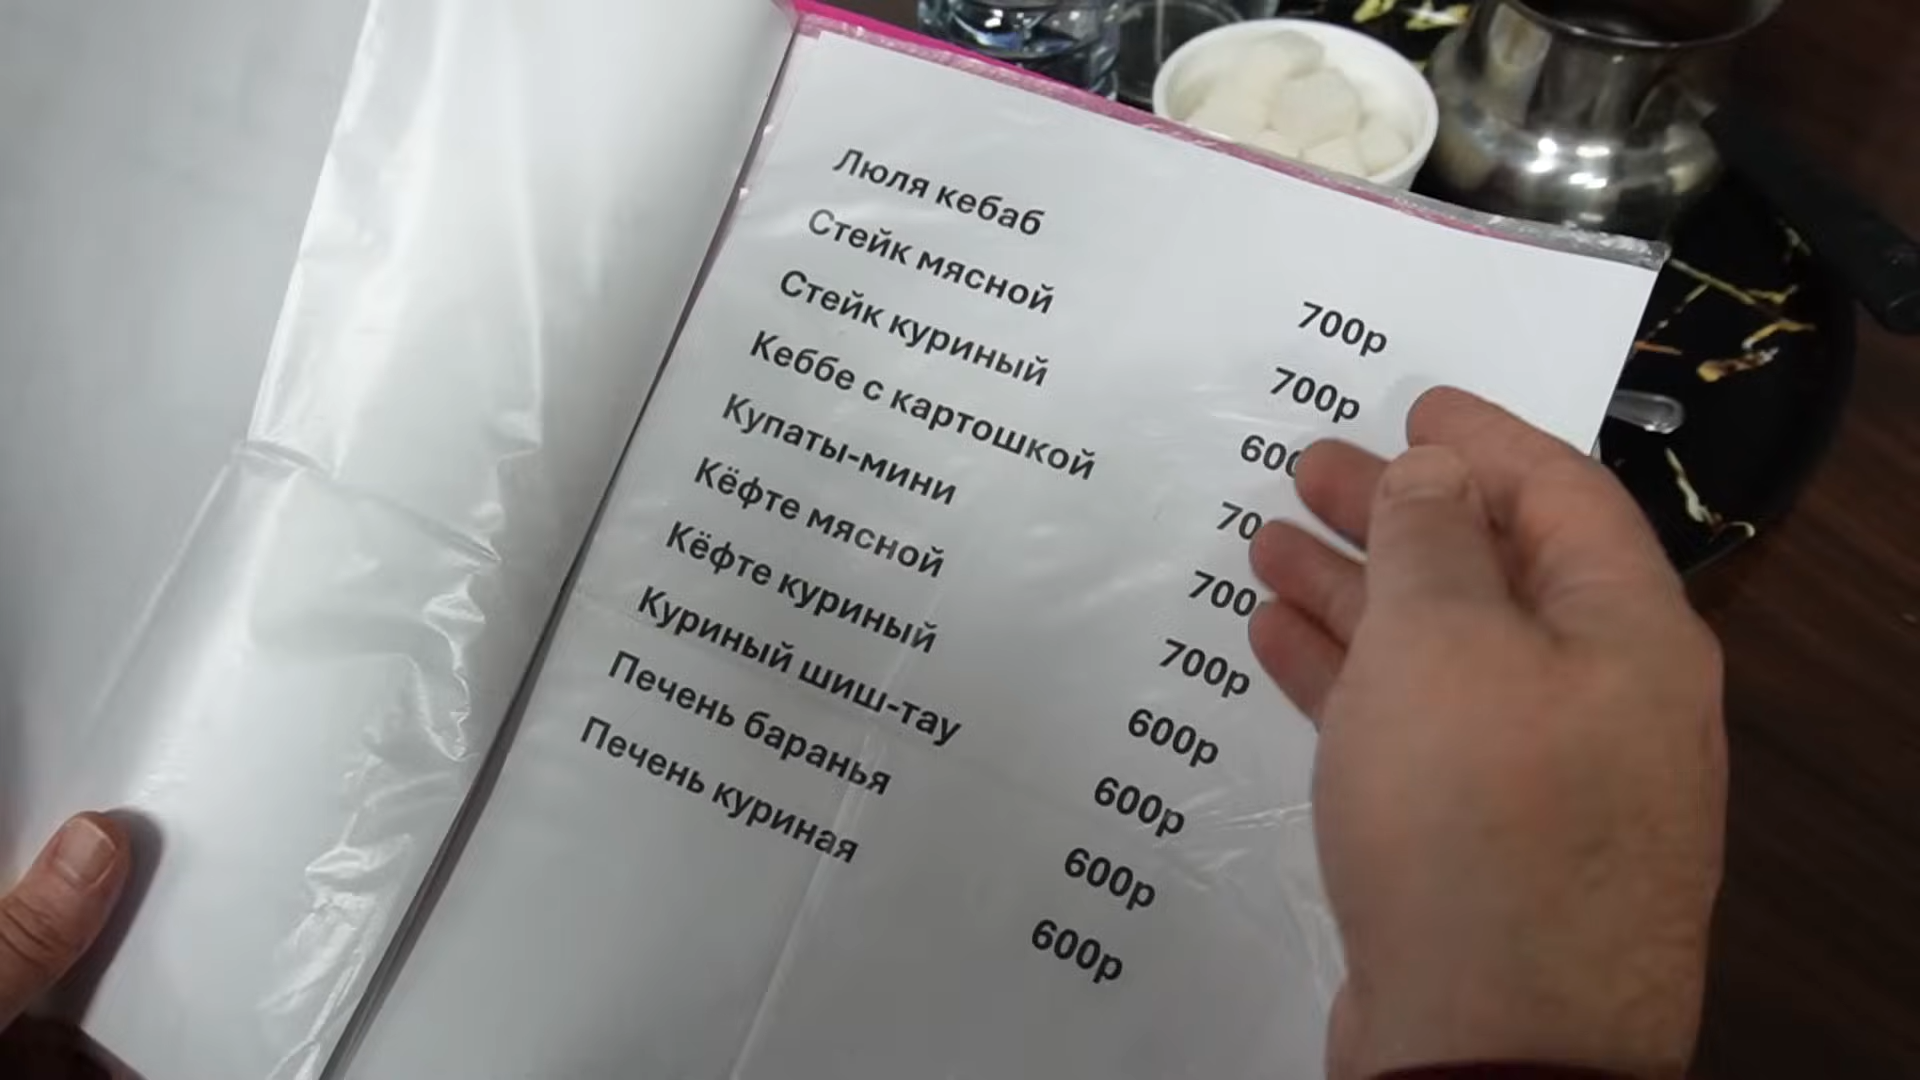 Люля кебаб 700р
Стейк мясной 700р
Стейк куриный 600
Кеббе с картошкой 70
Купаты-мини 700
Кёфте мясной 700р
Кёфте куриный 600р
Куриный шиш-тау 600р
Печень баранья 600р
Печень куриная 600р